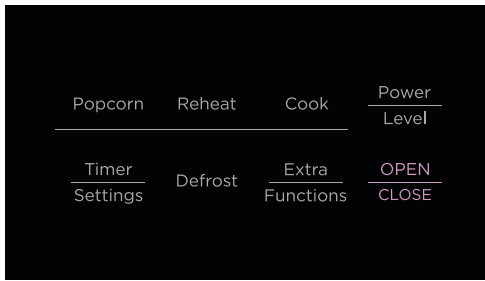 Popcorn Reheat Cook Power
Level
Timer Defrost Extra OPEN
Settings Functions CLOSE